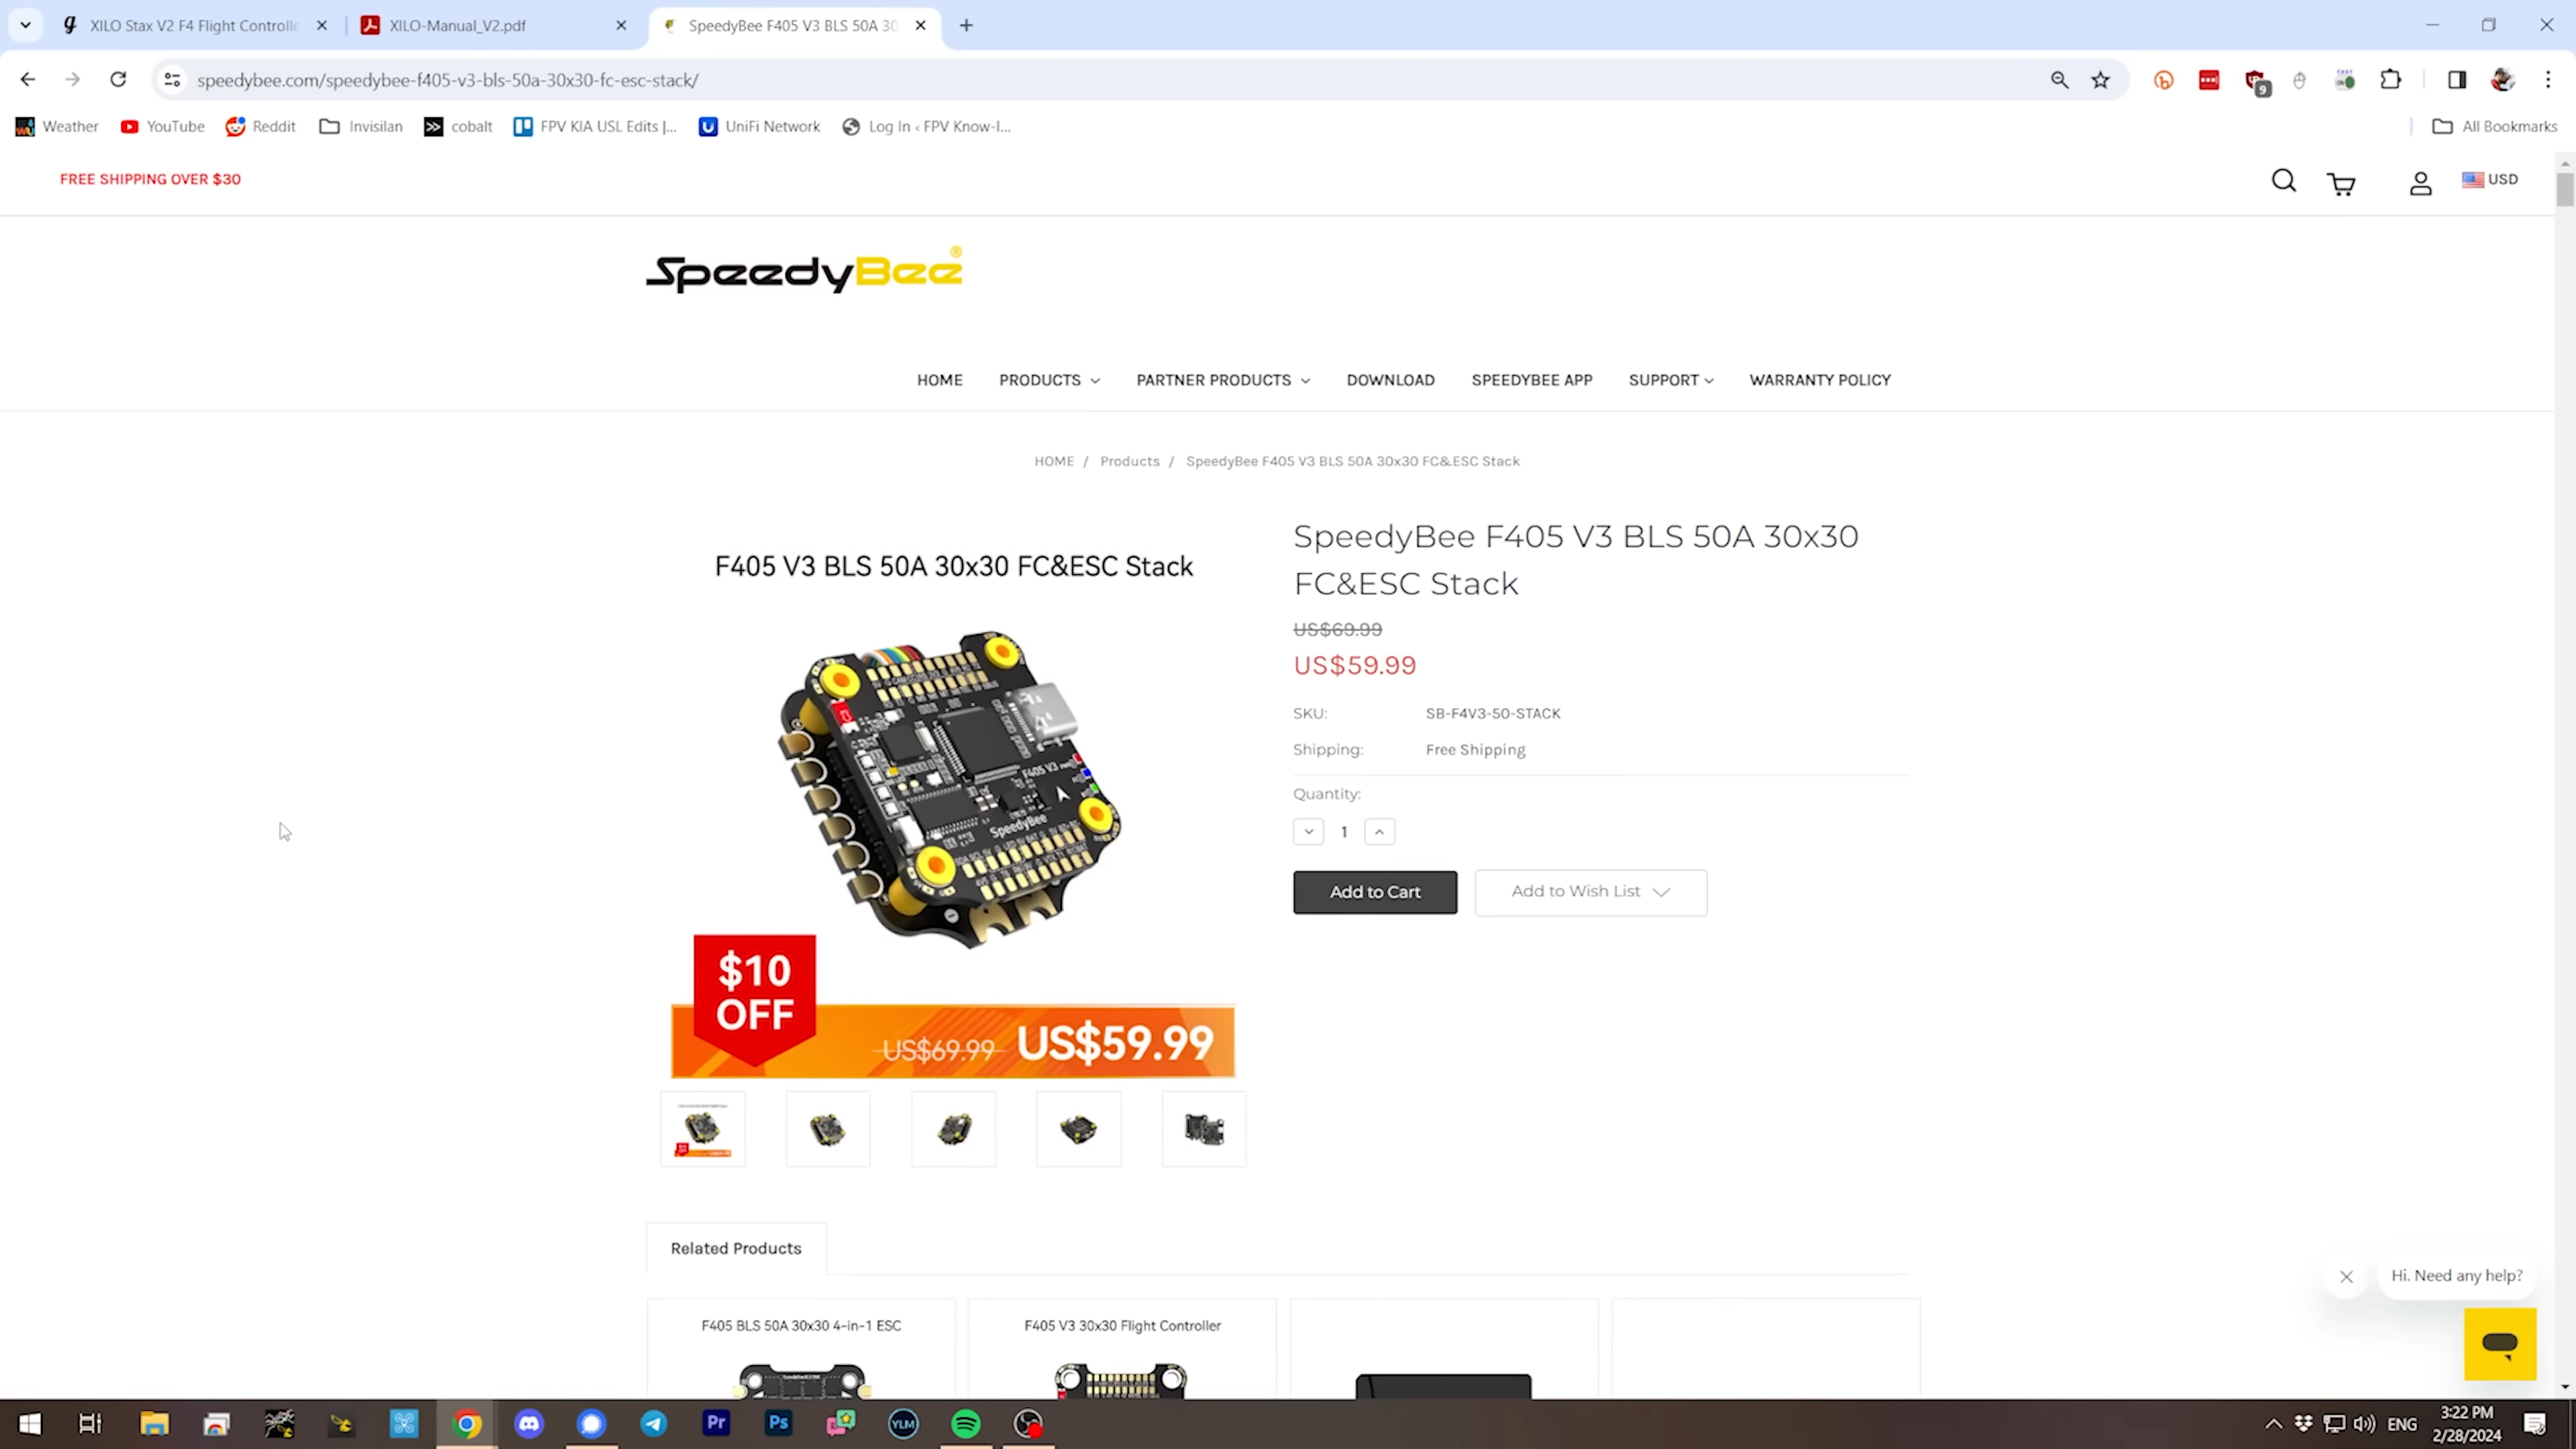 XILO Stax V2 F4 Flight Controlle
XILO-Manual_V2.pdf
SpeedyBee F405 V3 BLS 50A 30
speedybee.com/speedybee-f405-v3-bls-50a-30x30-fc-esc-stack/
9
Weather
YouTube
Reddit
Invisilan
cobalt
FPV KIA USL Edits |...
UniFi Network
Log In ‹ FPV Know-I...
All Bookmarks
FREE SHIPPING OVER $30
USD
SpeedyBee®
HOME
PRODUCTS
PARTNER PRODUCTS
DOWNLOAD
SPEEDYBEE APP
SUPPORT
WARRANTY POLICY
HOME / Products / SpeedyBee F405 V3 BLS 50A 30x30 FC&ESC Stack
F405 V3 BLS 50A 30x30 FC&ESC Stack
F405 V3
SpeedyBee
$10
OFF
US$69.99 US$59.99
SpeedyBee F405 V3 BLS 50A 30x30
FC&ESC Stack
US$69.99
US$59.99
SKU: SB-F4V3-50-STACK
Shipping: Free Shipping
Quantity:
1
Add to Cart
Add to Wish List
Related Products
F405 BLS 50A 30x30 4-in-1 ESC
F405 V3 30x30 Flight Controller
Hi. Need any help?
Pr
Ps
YLM
ENG
3:22 PM
2/28/2024